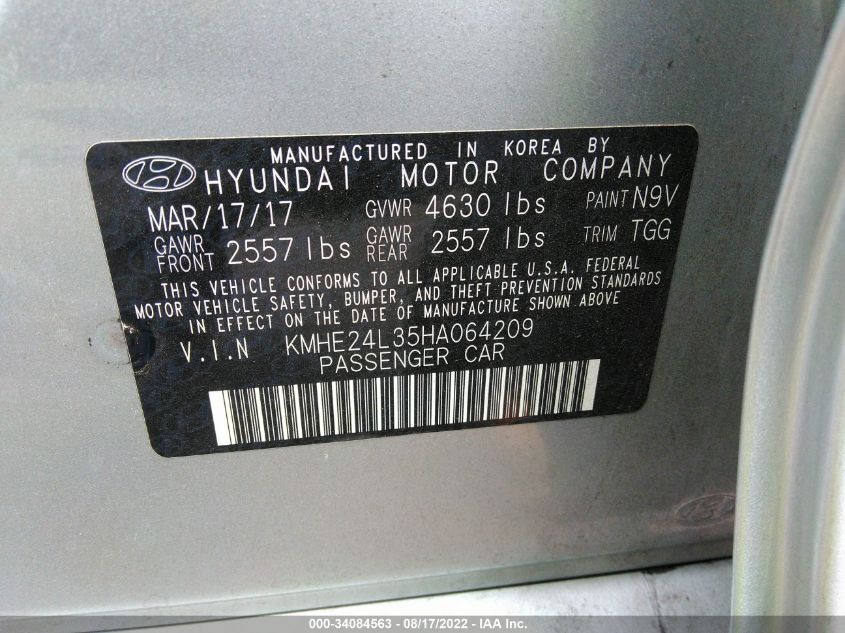 MANUFACTURED IN KOREA BY
HYUNDAI MOTOR COMPANY
MAR/17/17 GVWR 4630 lbs PAINT N9V
GAWR FRONT 2557 lbs GAWR REAR 2557 lbs TRIM TGG
THIS VEHICLE CONFORMS TO ALL APPLICABLE U.S.A. FEDERAL
MOTOR VEHICLE SAFETY, BUMPER, AND THEFT PREVENTION STANDARDS
IN EFFECT ON THE DATE OF MANUFACTURE SHOWN ABOVE
V.I.N KMHE24L35HA064209
PASSENGER CAR
000-34084563 - 08/17/2022 - IAA Inc.